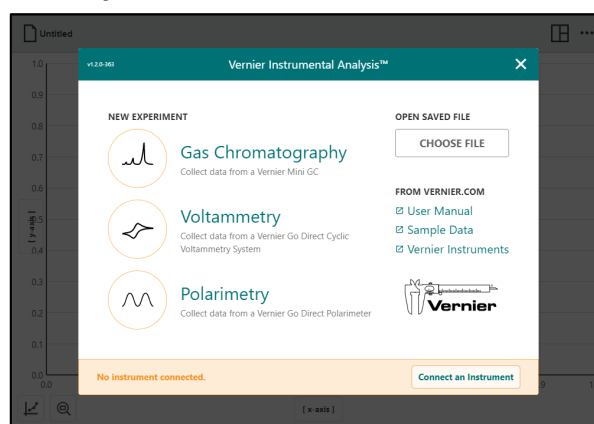 Untitled
v1.2.0-363
Vernier Instrumental Analysis™
NEW EXPERIMENT
Gas Chromatography
Collect data from a Vernier Mini GC
Voltammetry
Collect data from a Vernier Go Direct Cyclic
Voltammetry System
Polarimetry
Collect data from a Vernier Go Direct Polarimeter
OPEN SAVED FILE
CHOOSE FILE
FROM VERNIER.COM
User Manual
Sample Data
Vernier Instruments
Vernier
No instrument connected.
Connect an Instrument
1.0
0.9
0.8
0.7
0.6
0.5
0.4
0.3
0.2
0.1
0.0
[ y-axis ]
0.0
[ x-axis ]